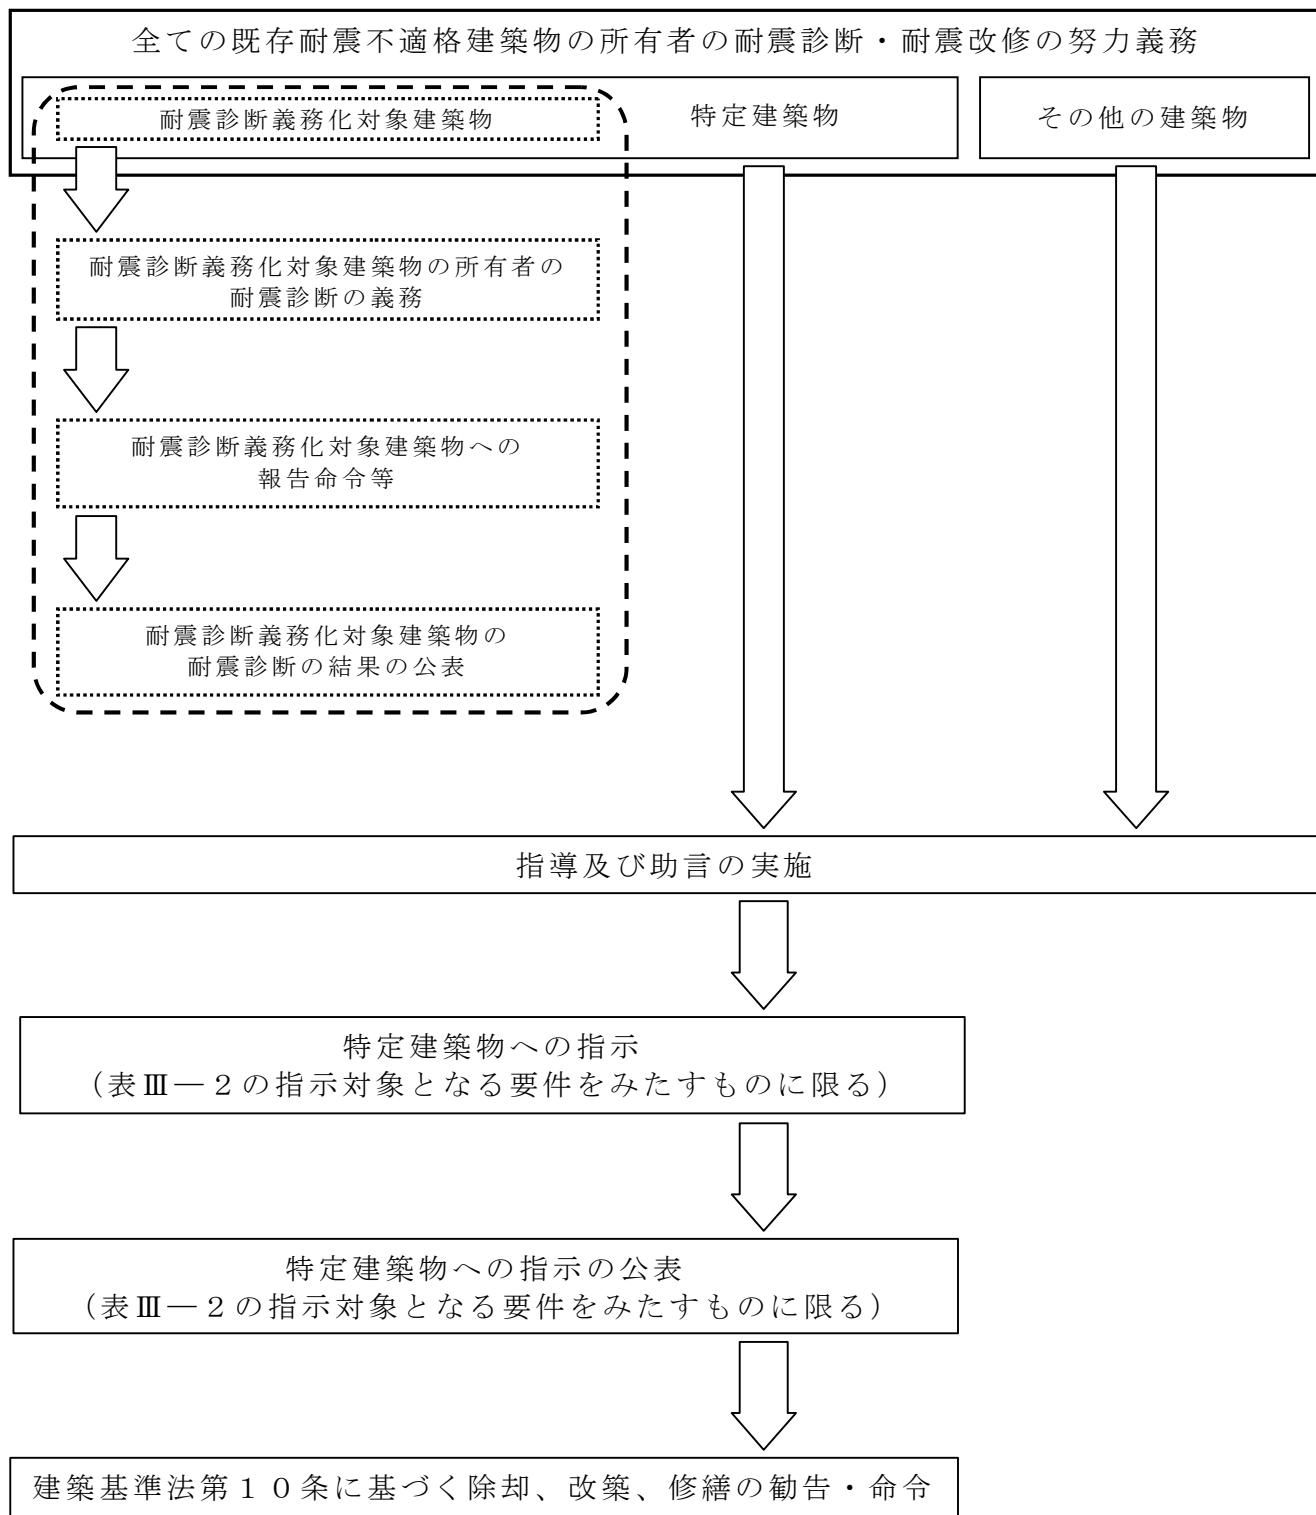 全ての既存耐震不適格建築物の所有者の耐震診断・耐震改修の努力義務
耐震診断義務化対象建築物
特定建築物
その他の建築物
耐震診断義務化対象建築物の所有者の
耐震診断の義務
耐震診断義務化対象建築物への
報告命令等
耐震診断義務化対象建築物の
耐震診断の結果の公表
指導及び助言の実施
特定建築物への指示
（表Ⅲ―２の指示対象となる要件をみたすものに限る）
特定建築物への指示の公表
（表Ⅲ―２の指示対象となる要件をみたすものに限る）
建築基準法第１０条に基づく除却、改築、修繕の勧告・命令